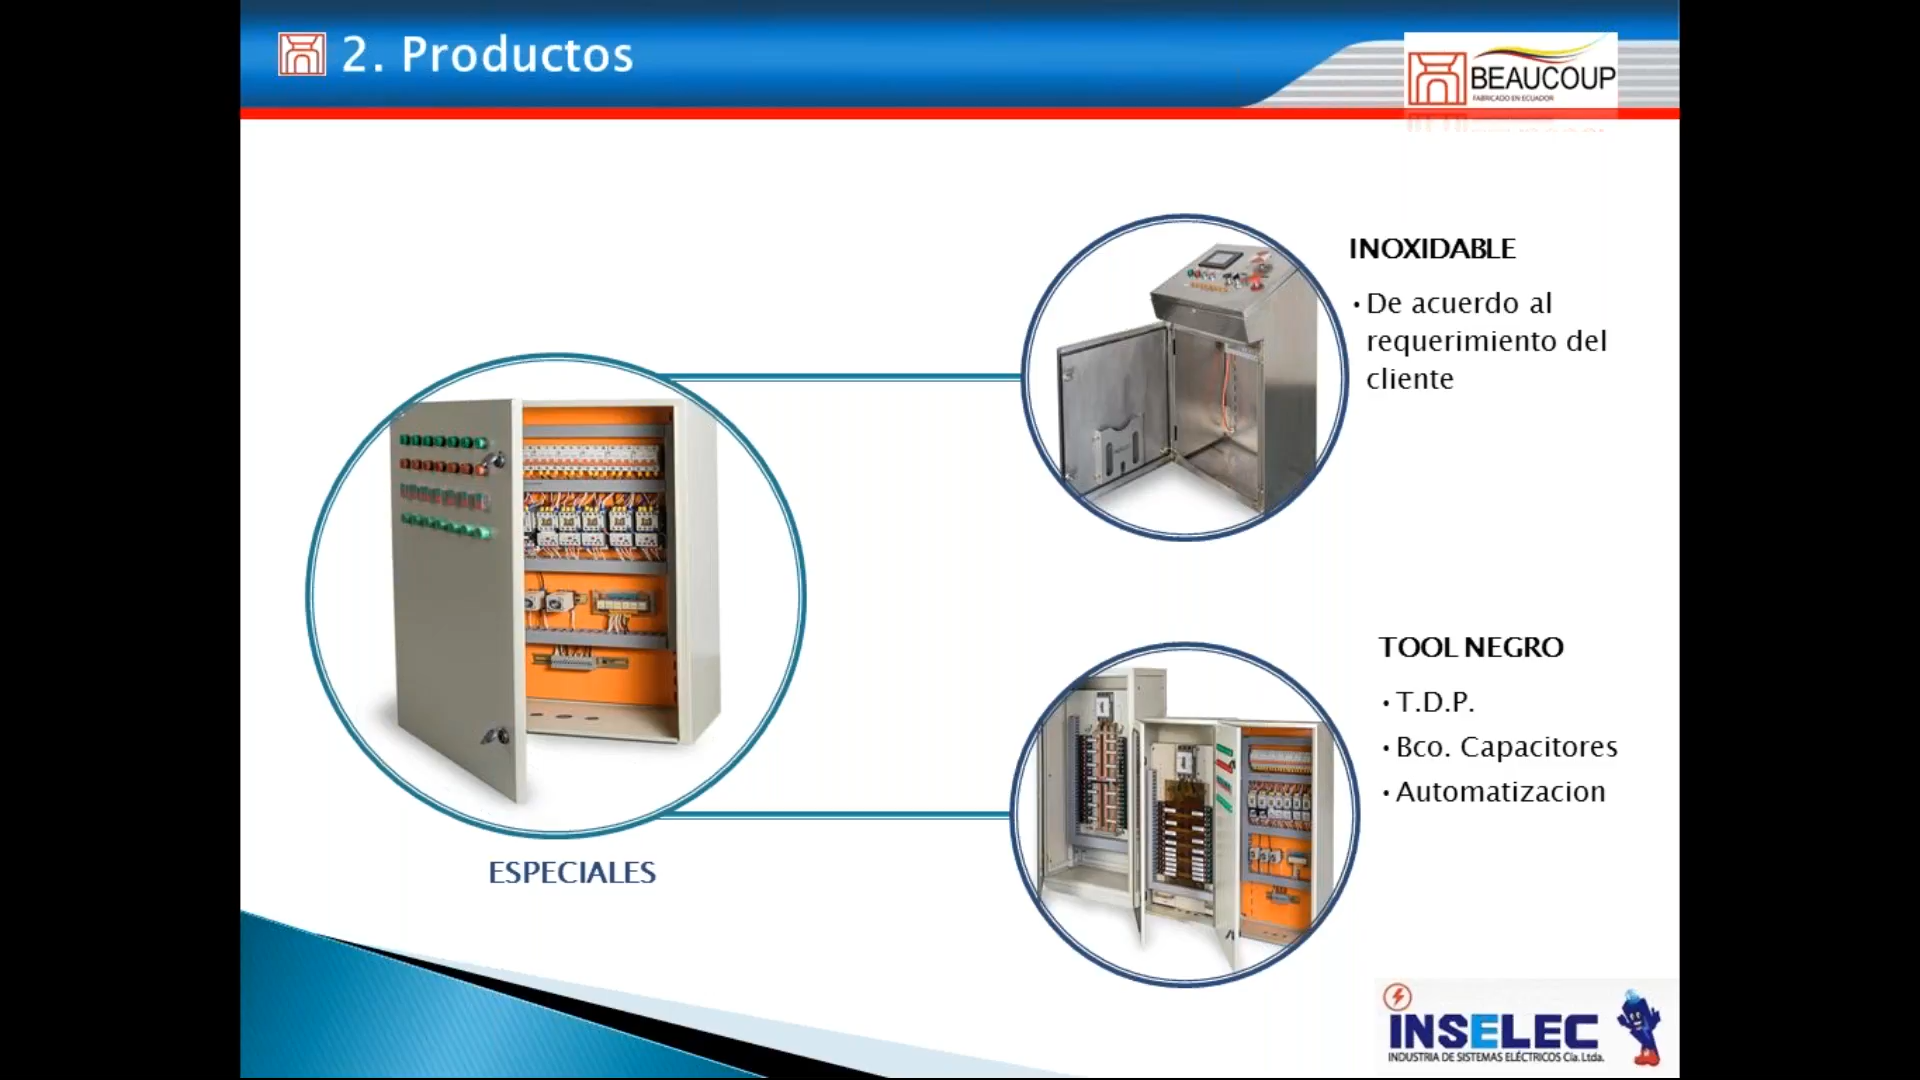 2. Productos
BEAUCOUP
FABRICADO EN ECUADOR
INOXIDABLE
• De acuerdo al
requerimiento del
cliente
TOOL NEGRO
• T.D.P.
• Bco. Capacitores
• Automatizacion
ESPECIALES
INSELEC
INDUSTRIA DE SISTEMAS ELÉCTRICOS Cía. Ltda.